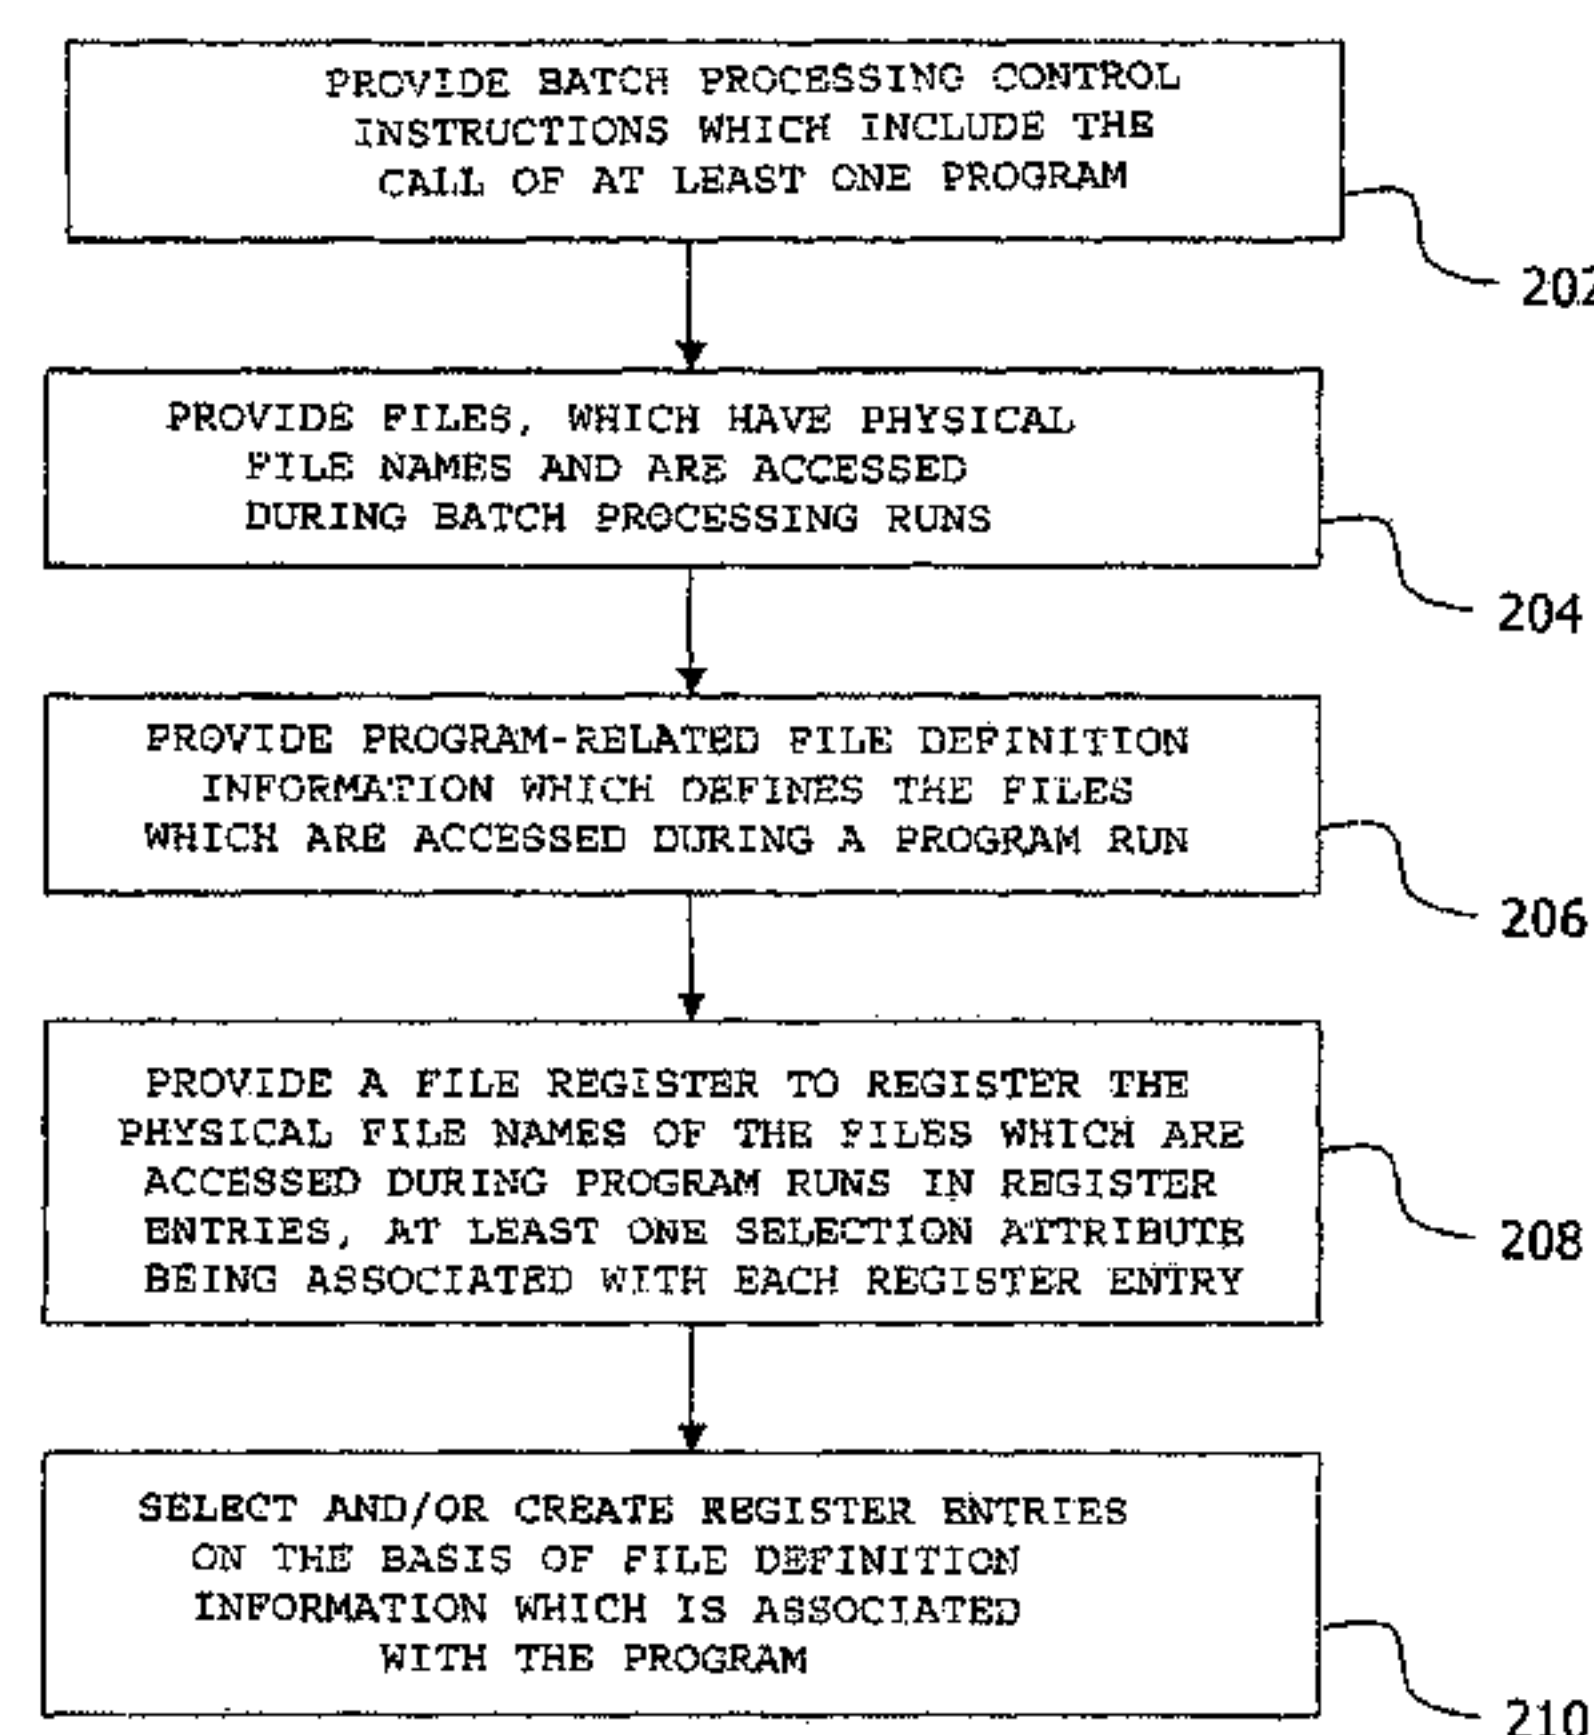 PROVIDE BATCH PROCESSING CONTROL
INSTRUCTIONS WHICH INCLUDE THE
CALL OF AT LEAST ONE PROGRAM
202
PROVIDE FILES, WHICH HAVE PHYSICAL
FILE NAMES AND ARE ACCESSED
DURING BATCH PROCESSING RUNS
204
PROVIDE PROGRAM-RELATED FILE DEFINITION
INFORMATION WHICH DEFINES THE FILES
WHICH ARE ACCESSED DURING A PROGRAM RUN
206
PROVIDE A FILE REGISTER TO REGISTER THE
PHYSICAL FILE NAMES OF THE FILES WHICH ARE
ACCESSED DURING PROGRAM RUNS IN REGISTER
ENTRIES, AT LEAST ONE SELECTION ATTRIBUTE
BEING ASSOCIATED WITH EACH REGISTER ENTRY
208
SELECT AND/OR CREATE REGISTER ENTRIES
ON THE BASIS OF FILE DEFINITION
INFORMATION WHICH IS ASSOCIATED
WITH THE PROGRAM
210